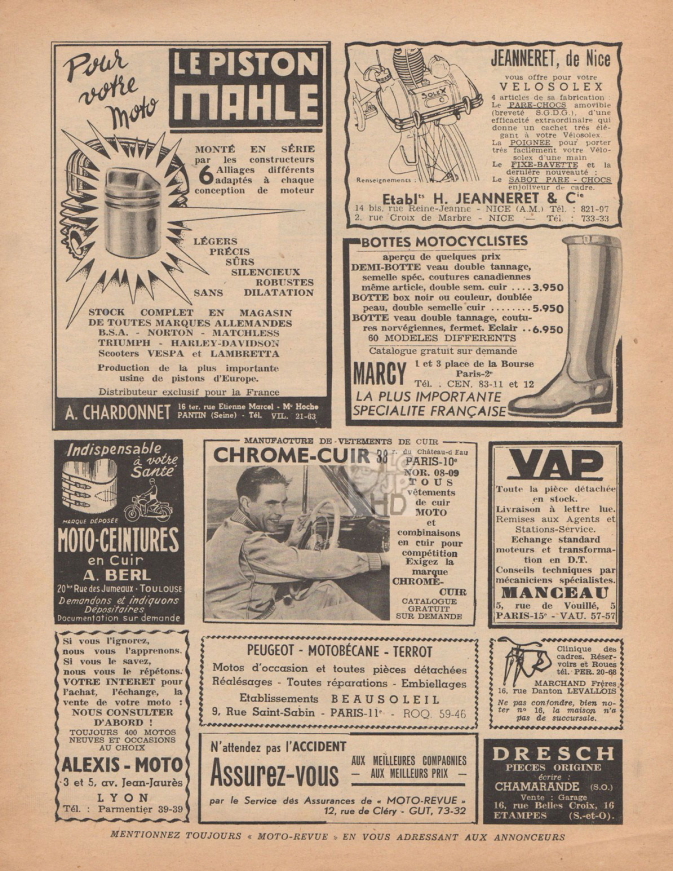 Pour
votre
Moto
LE PISTON
MAHLE
MONTÉ EN SÉRIE
par les constructeurs
6 Alliages différents
adaptés à chaque
conception de moteur
LÉGERS
PRÉCIS
SÛRS
SILENCIEUX
ROBUSTES
SANS DILATATION
STOCK COMPLET EN MAGASIN
DE TOUTES MARQUES ALLEMANDES
B.S.A. - NORTON - MATCHLESS
TRIUMPH - HARLEY-DAVIDSON
Scooters VESPA et LAMBRETTA
Production de la plus importante
usine de pistons d'Europe.
Distributeur exclusif pour la France
A. CHARDONNET 16 ter, rue Etienne Marcel - Mo Hoche
PANTIN (Seine) - Tél. VIL. 21-63
JEANNERET, de Nice
vous offre pour votre
VELOSOLEX
4 articles de sa fabrication
Le PARE-CHOCS amovible
(breveté S.G.D.G.), d'une
efficacité extraordinaire qui
donne un cachet très élé-
gant à votre Vélosolex
La POIGNEE pour porter
très facilement votre Vélo-
solex d'une main
Le FIXE-BAVETTE et la
dernière nouveauté :
Le SABOT PARE-CHOCS
enjoliveur de cadre.
SOLEX
Renseignements :
Etablts H. JEANNERET & Cie
14 bis, rue Reine-Jeanne - NICE (A.M.) Tél. : 821-97
2, rue Croix de Marbre - NICE — Tél. : 733-33
BOTTES MOTOCYCLISTES
aperçu de quelques prix
DEMI-BOTTE veau double tannage,
semelle spéc. coutures canadiennes
même article, double sem. cuir .... 3.950
BOTTE box noir ou couleur, doublée
peau, double semelle cuir ........ 5.950
BOTTE veau double tannage, coutu-
res norvégiennes, fermet. Eclair .. 6.950
60 MODELES DIFFERENTS
Catalogue gratuit sur demande
MARCY 1 et 3 place de la Bourse
Paris-2e
Tél. : CEN. 83-11 et 12
LA PLUS IMPORTANTE
SPECIALITE FRANÇAISE
Indispensable
à votre
Santé
MARQUE DÉPOSÉE
MOTO-CEINTURES
en Cuir
A. BERL
20 bis Rue des Jumeaux - TOULOUSE
Demandons et indiquons
Dépositaires
Documentation sur demande
MANUFACTURE DE VETEMENTS DE CUIR
CHROME-CUIR 38, r. du Château-d'Eau
PARIS-10e
NOR. 08-09
TOUS
vêtements
de cuir
MOTO
et
combinaisons
en cuir pour
compétition
Exigez la
marque
CHROME-
CUIR
CATALOGUE
GRATUIT
SUR DEMANDE
VAP
Toute la pièce détachée
en stock.
Livraison à lettre lue.
Remises aux Agents et
Stations-Service.
Echange standard
moteurs et transforma-
tion en D.T.
Conseils techniques par
mécaniciens spécialistes.
MANCEAU
5, rue de Vouillé, 5
PARIS-15e - VAU. 57-57
Si vous l'ignorez,
nous vous l'apprenons.
Si vous le savez,
nous vous le répétons.
VOTRE INTERET pour
l'achat, l'échange, la
vente de votre moto :
NOUS CONSULTER
D'ABORD !
TOUJOURS 400 MOTOS
NEUVES ET OCCASIONS
AU CHOIX
ALEXIS - MOTO
3 et 5, av. Jean-Jaurès
LYON
Tél. : Parmentier 39-39
PEUGEOT - MOTOBÉCANE - TERROT
Motos d'occasion et toutes pièces détachées
Réalésages - Toutes réparations - Embiellages
Etablissements BEAUSOLEIL
9, Rue Saint-Sabin - PARIS-11e - ROQ. 59-46
Clinique des
cadres. Réser-
voirs et Roues
tél. PER. 20-68
MARCHAND Frères
16, rue Danton LEVALLOIS
Ne pas confondre, bien no-
ter n° 16, la maison n'a
pas de succursale.
N'attendez pas l'ACCIDENT
Assurez-vous
AUX MEILLEURES COMPAGNIES
— AUX MEILLEURS PRIX —
par le Service des Assurances de « MOTO-REVUE »
12, rue de Cléry - GUT. 73-32
DRESCH
PIECES ORIGINE
écrire :
CHAMARANDE (S.O.)
Vente : Garage
16, rue Belles Croix, 16
ETAMPES (S.-et-O).
MENTIONNEZ TOUJOURS « MOTO-REVUE » EN VOUS ADRESSANT AUX ANNONCEURS